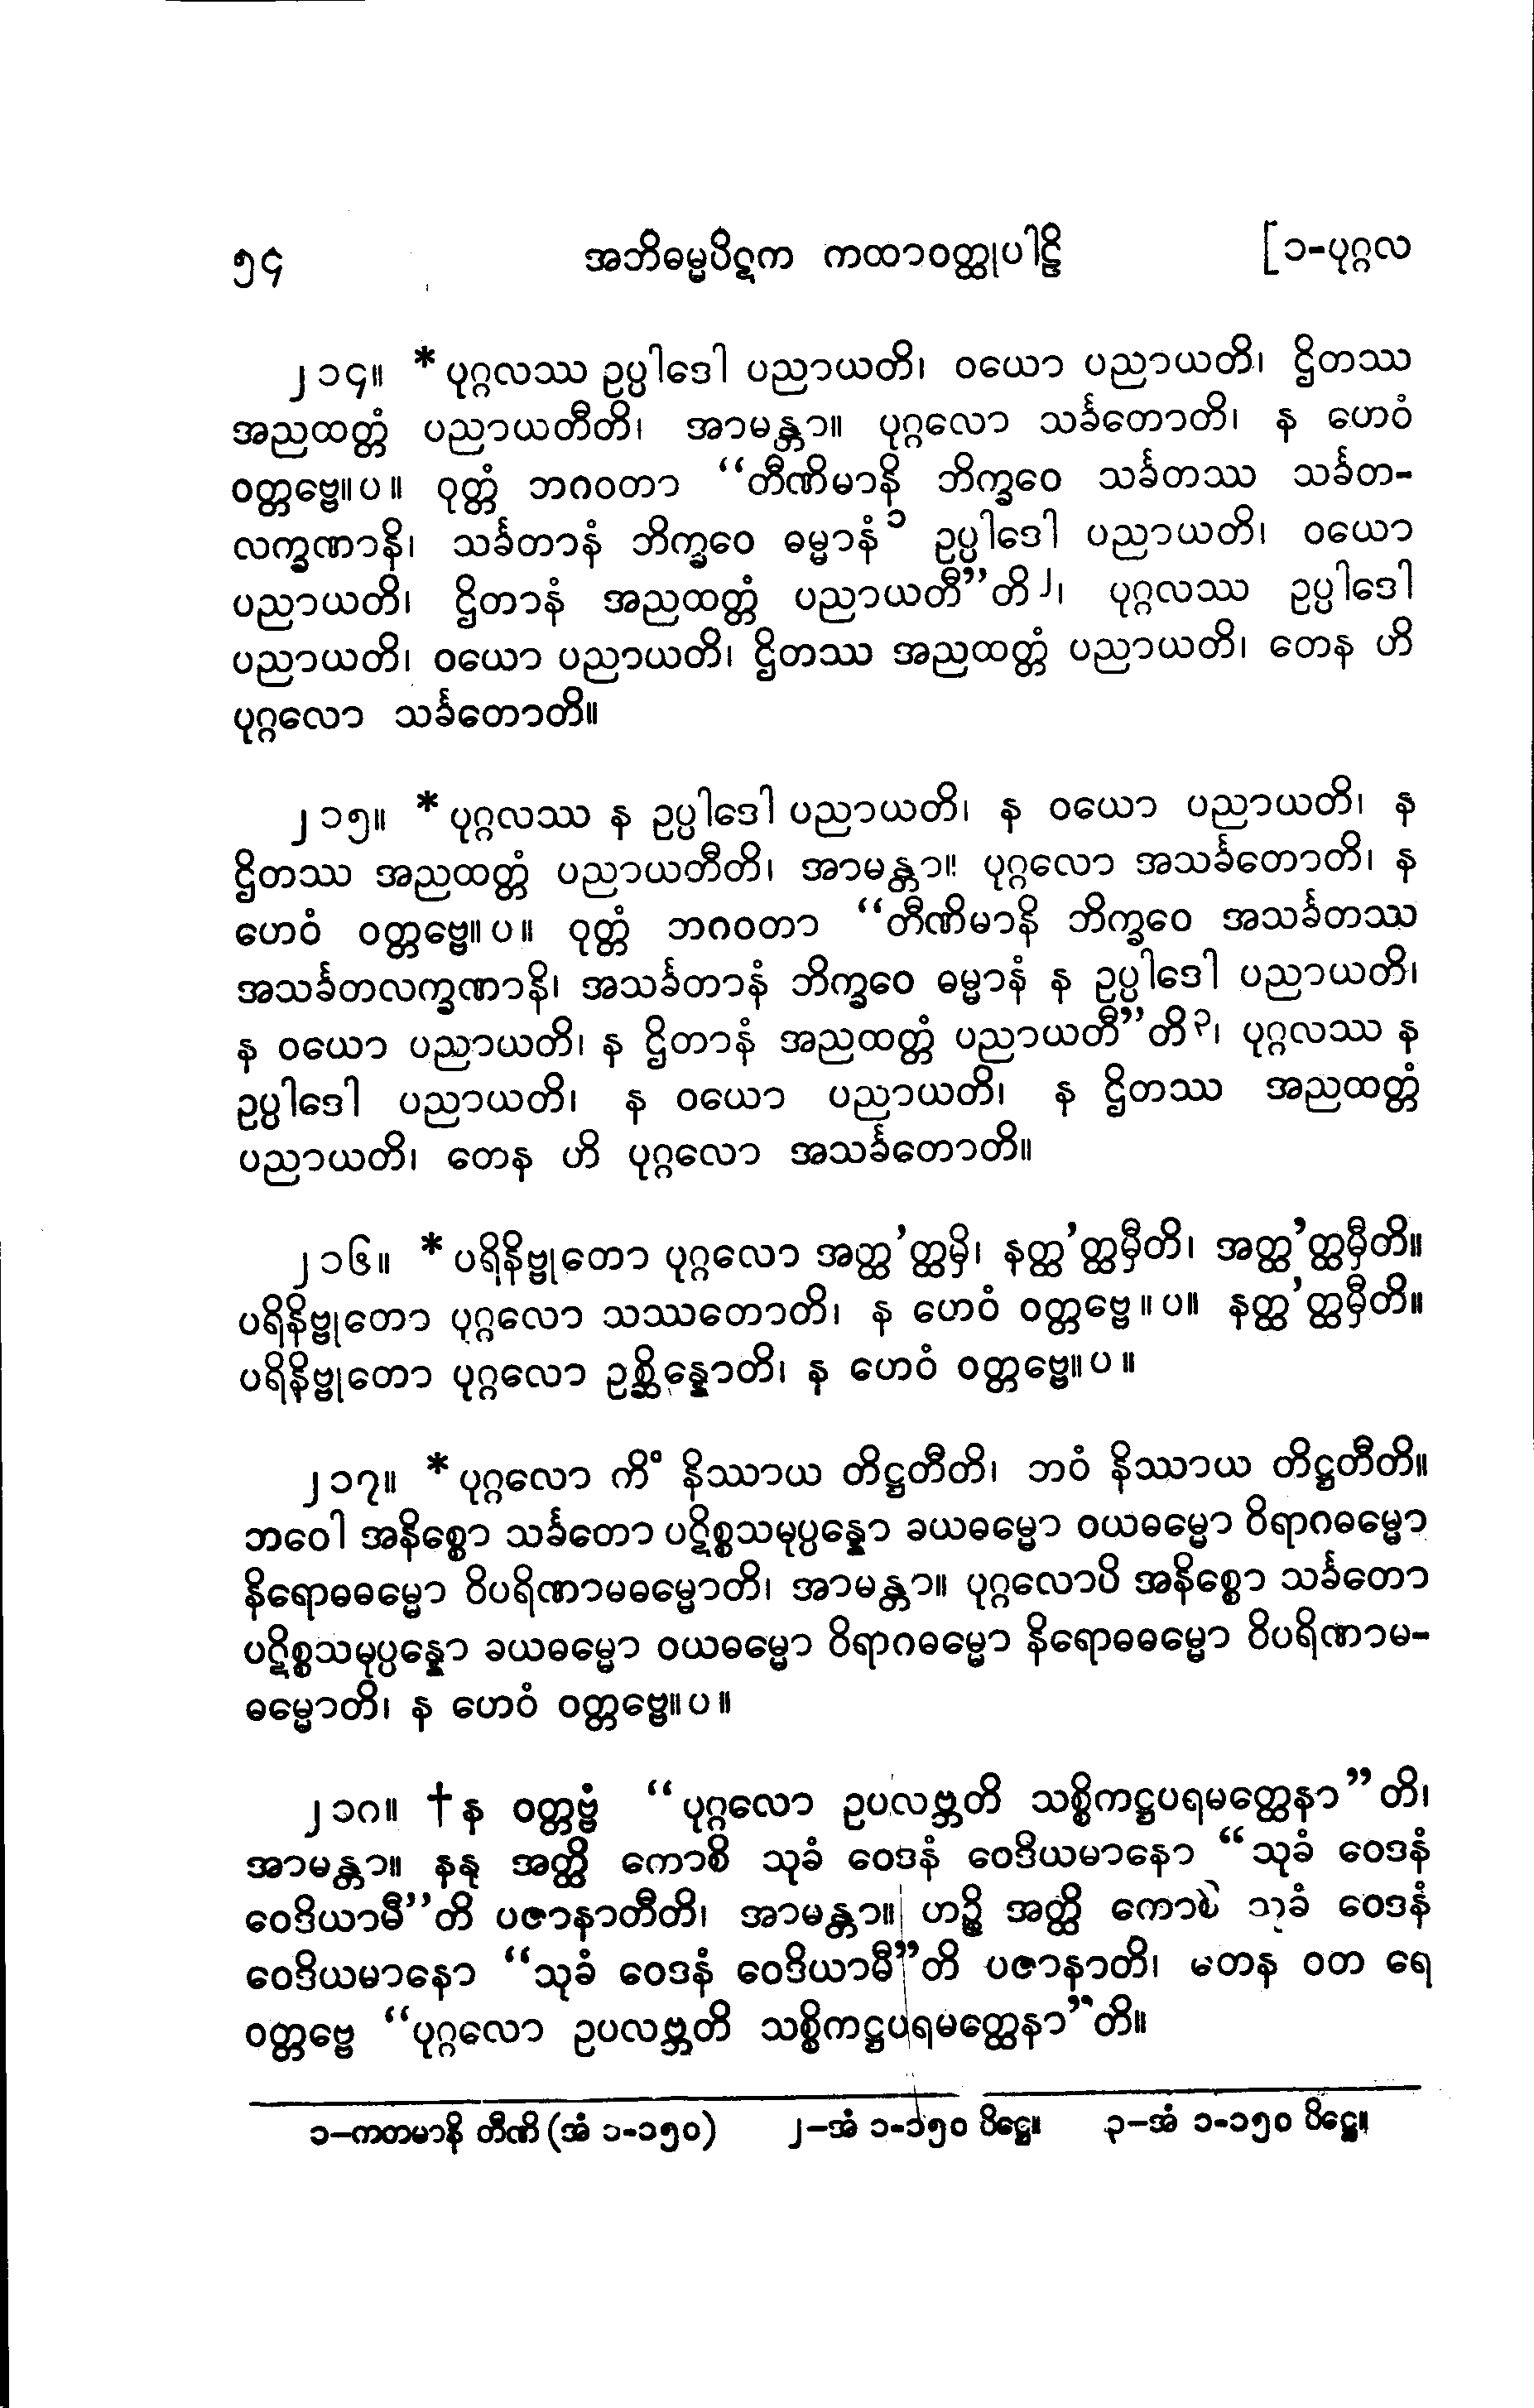 ၅၄ အဘိဓမ္မပိဋက ကထာဝတ္ထုပါဠိ [၁-ပုဂ္ဂလ
၂၁၄။ *ပုဂ္ဂလဿ ဥပ္ပါဒေါ ပညာယတိ၊ ဝယော ပညာယတိ၊ ဌိတဿ
အညထတ္တံ ပညာယတီတိ၊ အာမန္တာ။ ပုဂ္ဂလော သင်္ခတောတိ၊ န ဟေဝံ
ဝတ္တဗ္ဗေ။ပ။ ဝုတ္တံ ဘဂဝတာ “တီဏိမာနိ ဘိက္ခဝေ သင်္ခတဿ သင်္ခတ-
လက္ခဏာနိ၊ သင်္ခတာနံ ဘိက္ခဝေ ဓမ္မာနံ၁ ဥပ္ပါဒေါ ပညာယတိ၊ ဝယော
ပညာယတိ၊ ဌိတာနံ အညထတ္တံ ပညာယတီ”တိ၂၊ ပုဂ္ဂလဿ ဥပ္ပါဒေါ
ပညာယတိ၊ ဝယော ပညာယတိ၊ ဌိတဿ အညထတ္တံ ပညာယတိ၊ တေန ဟိ
ပုဂ္ဂလော သင်္ခတောတိ။
၂၁၅။ *ပုဂ္ဂလဿ န ဥပ္ပါဒေါ ပညာယတိ၊ န ဝယော ပညာယတိ၊ န
ဌိတဿ အညထတ္တံ ပညာယတီတိ၊ အာမန္တာ။ ပုဂ္ဂလော အသင်္ခတောတိ၊ န
ဟေဝံ ဝတ္တဗ္ဗေ။ပ။ ဝုတ္တံ ဘဂဝတာ “တီဏိမာနိ ဘိက္ခဝေ အသင်္ခတဿ
အသင်္ခတလက္ခဏာနိ၊ အသင်္ခတာနံ ဘိက္ခဝေ ဓမ္မာနံ န ဥပ္ပါဒေါ ပညာယတိ၊
န ဝယော ပညာယတိ၊ န ဌိတာနံ အညထတ္တံ ပညာယတီ”တိ၃၊ ပုဂ္ဂလဿ န
ဥပ္ပါဒေါ ပညာယတိ၊ န ဝယော ပညာယတိ၊ န ဌိတဿ အညထတ္တံ
ပညာယတိ၊ တေန ဟိ ပုဂ္ဂလော အသင်္ခတောတိ။
၂၁၆။ *ပရိနိဗ္ဗုတော ပုဂ္ဂလော အတ္ထ’တ္ထမှိ၊ နတ္ထ’တ္ထမှီတိ၊ အတ္ထ’တ္ထမှီတိ။
ပရိနိဗ္ဗုတော ပုဂ္ဂလော သဿတောတိ၊ န ဟေဝံ ဝတ္တဗ္ဗေ။ပ။ နတ္ထ’တ္ထမှီတိ။
ပရိနိဗ္ဗုတော ပုဂ္ဂလော ဥစ္ဆိန္နောတိ၊ န ဟေဝံ ဝတ္တဗ္ဗေ။ပ။
၂၁၇။ *ပုဂ္ဂလော ကိံ နိဿာယ တိဋ္ဌတီတိ၊ ဘဝံ နိဿာယ တိဋ္ဌတီတိ။
ဘဝေါ အနိစ္စော သင်္ခတော ပဋိစ္စသမုပ္ပန္နော ခယဓမ္မော ဝယဓမ္မော ဝိရာဂဓမ္မော
နိရောဓဓမ္မော ဝိပရိဏာမဓမ္မောတိ၊ အာမန္တာ။ ပုဂ္ဂလောပိ အနိစ္စော သင်္ခတော
ပဋိစ္စသမုပ္ပန္နော ခယဓမ္မော ဝယဓမ္မော ဝိရာဂဓမ္မော နိရောဓဓမ္မော ဝိပရိဏာမ-
ဓမ္မောတိ၊ န ဟေဝံ ဝတ္တဗ္ဗေ။ပ။
၂၁၈။ †န ဝတ္တဗ္ဗံ “ပုဂ္ဂလော ဥပလဗ္ဘတိ သစ္စိကဋ္ဌပရမတ္ထေနာ”တိ၊
အာမန္တာ။ နနု အတ္ထိ ကောစိ သုခံ ဝေဒနံ ဝေဒိယမာနော “သုခံ ဝေဒနံ
ဝေဒိယာမီ”တိ ပဇာနာတီတိ၊ အာမန္တာ။ ဟဉ္စိ အတ္ထိ ကောစိ သုခံ ဝေဒနံ
ဝေဒိယမာနော “သုခံ ဝေဒနံ ဝေဒိယာမီ”တိ ပဇာနာတိ၊ တေန ဝတ ရေ
ဝတ္တဗ္ဗေ “ပုဂ္ဂလော ဥပလဗ္ဘတိ သစ္စိကဋ္ဌပရမတ္ထေနာ”တိ။
၁–ကတမာနိ တီဏိ (အံ ၁-၁၅၀) ၂–အံ ၁-၁၅၀ ပိဋ္ဌေ။ ၃–အံ ၁-၁၅၀ ပိဋ္ဌေ။